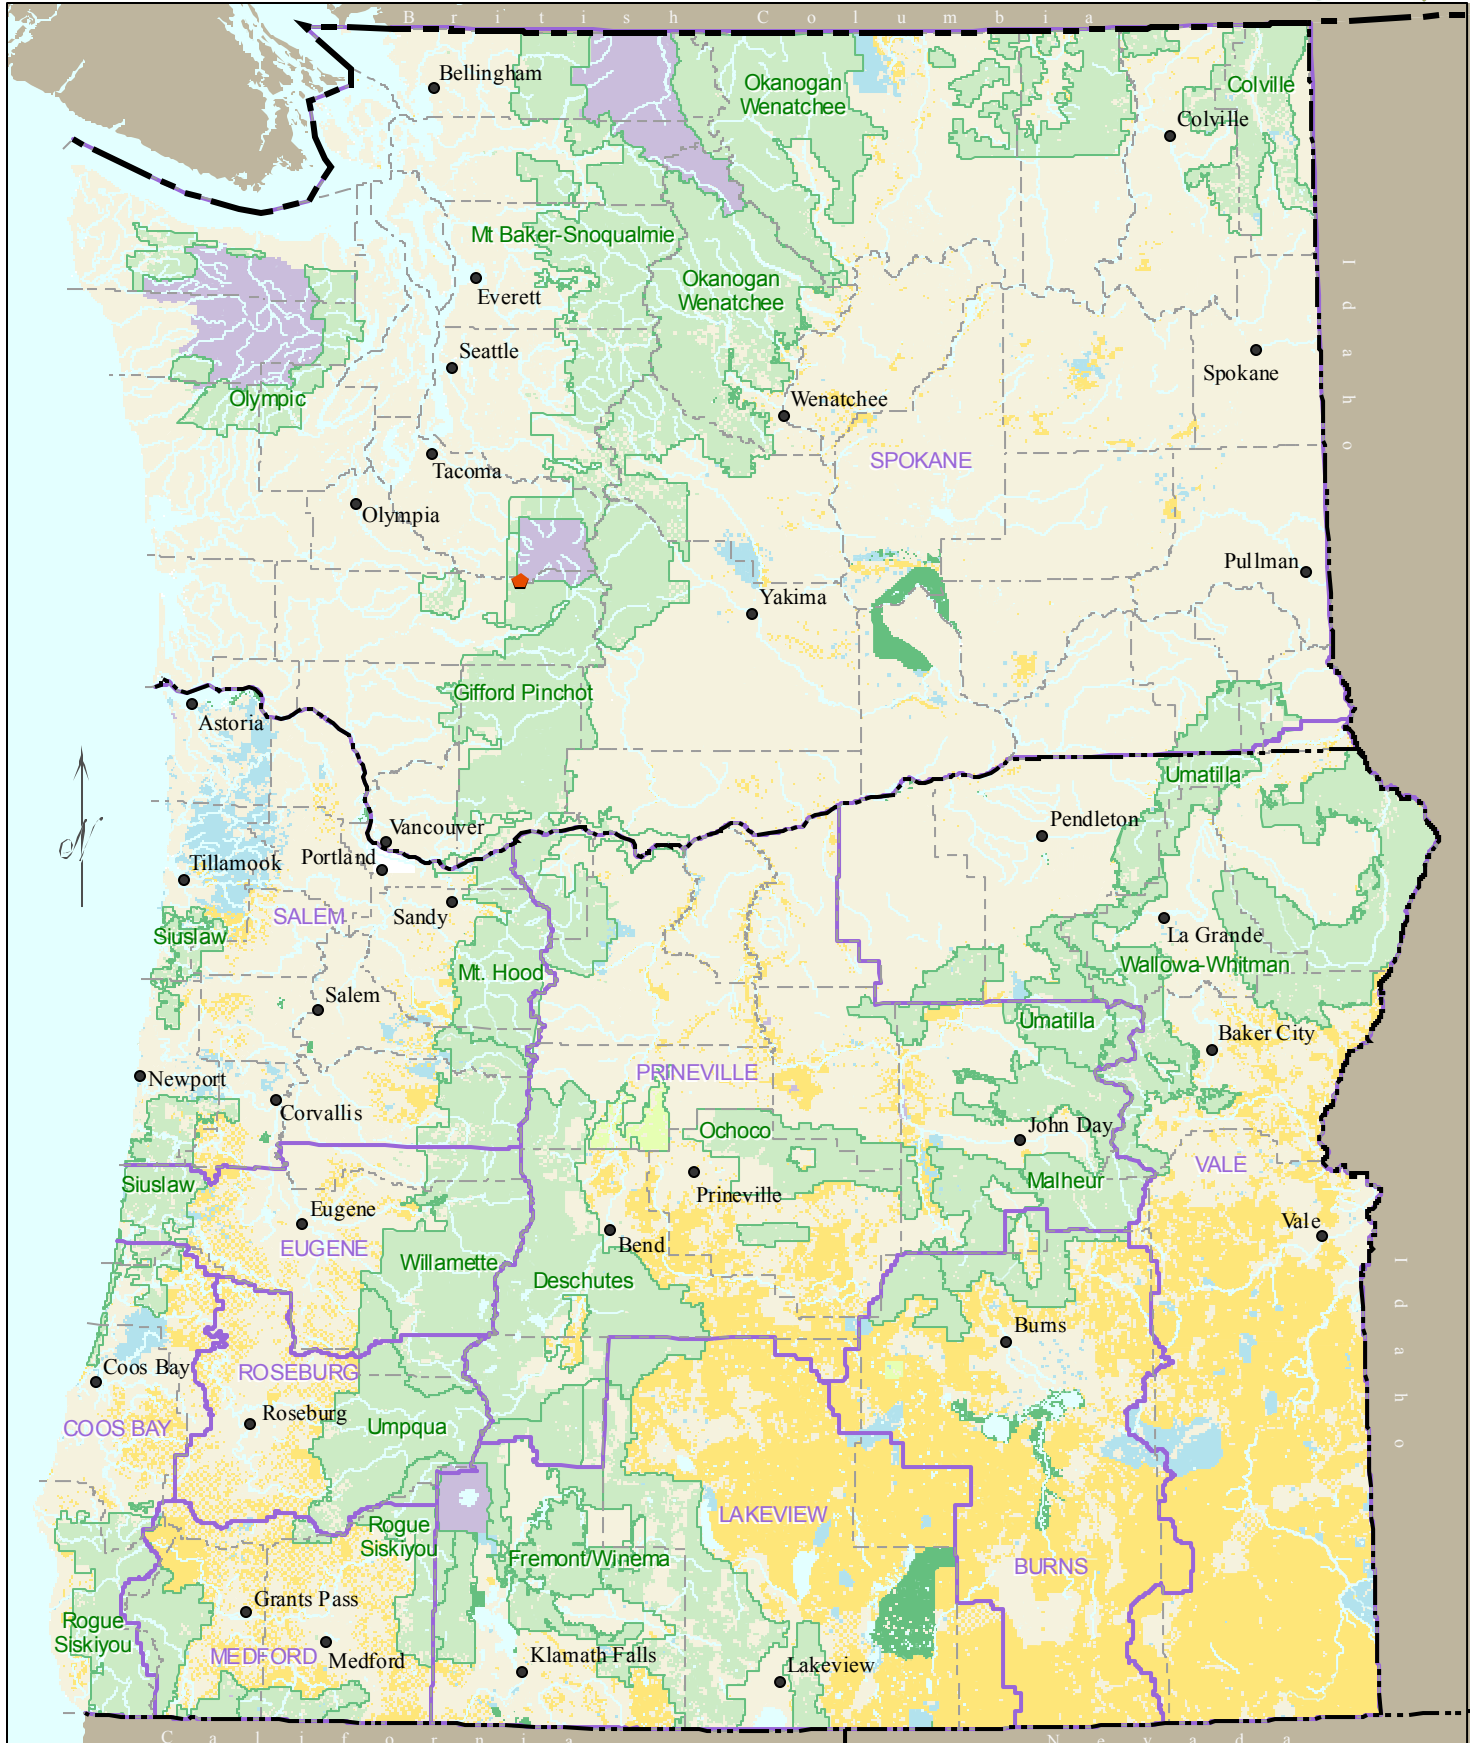 British Columbia
Bellingham
Okanogan
Wenatchee
Colville
Colville
Mt Baker-Snoqualmie
Okanogan
Wenatchee
Everett
Idaho
Seattle
Spokane
Olympic
Wenatchee
SPOKANE
Tacoma
Olympia
Pullman
Yakima
Gifford Pinchot
Astoria
Umatilla
Vancouver
Pendleton
Portland
Tillamook
N
Sandy
SALEM
La Grande
Siuslaw
Mt. Hood
Wallowa-Whitman
Salem
Umatilla
Baker City
Newport
PRINEVILLE
Corvallis
Ochoco
John Day
VALE
Siuslaw
Malheur
Prineville
Eugene
Vale
Bend
EUGENE
Willamette
Deschutes
Idaho
Burns
Coos Bay
ROSEBURG
Roseburg
COOS BAY
Umpqua
LAKEVIEW
Rogue
Siskiyou
Fremont/Winema
BURNS
Grants Pass
Rogue
Siskiyou
MEDFORD
Medford
Klamath Falls
Lakeview
California
Nevada